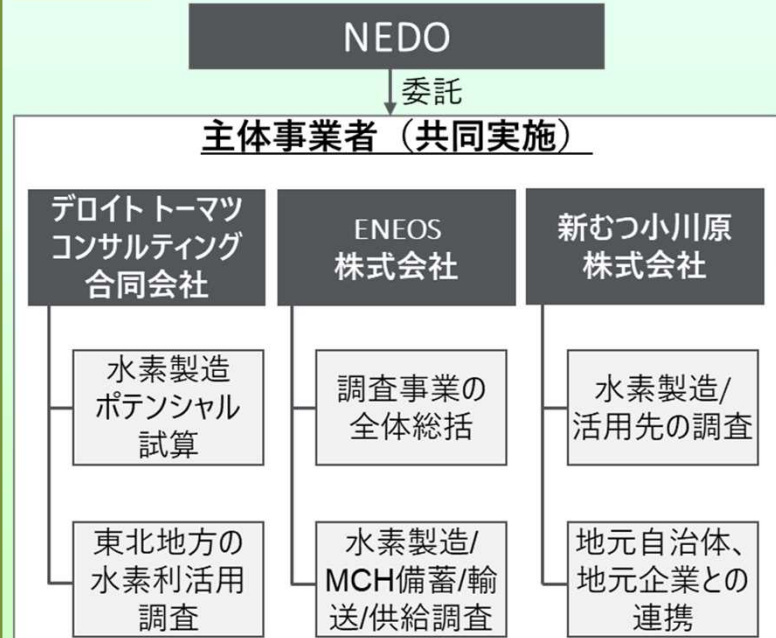 NEDO
委託
主体事業者（共同実施）
デロイト トーマツ
コンサルティング
合同会社
ENEOS
株式会社
新むつ小川原
株式会社
水素製造
ポテンシャル
試算
調査事業の
全体総括
水素製造/
活用先の調査
東北地方の
水素利活用
調査
水素製造/
MCH備蓄/輸
送/供給調査
地元自治体、
地元企業との
連携